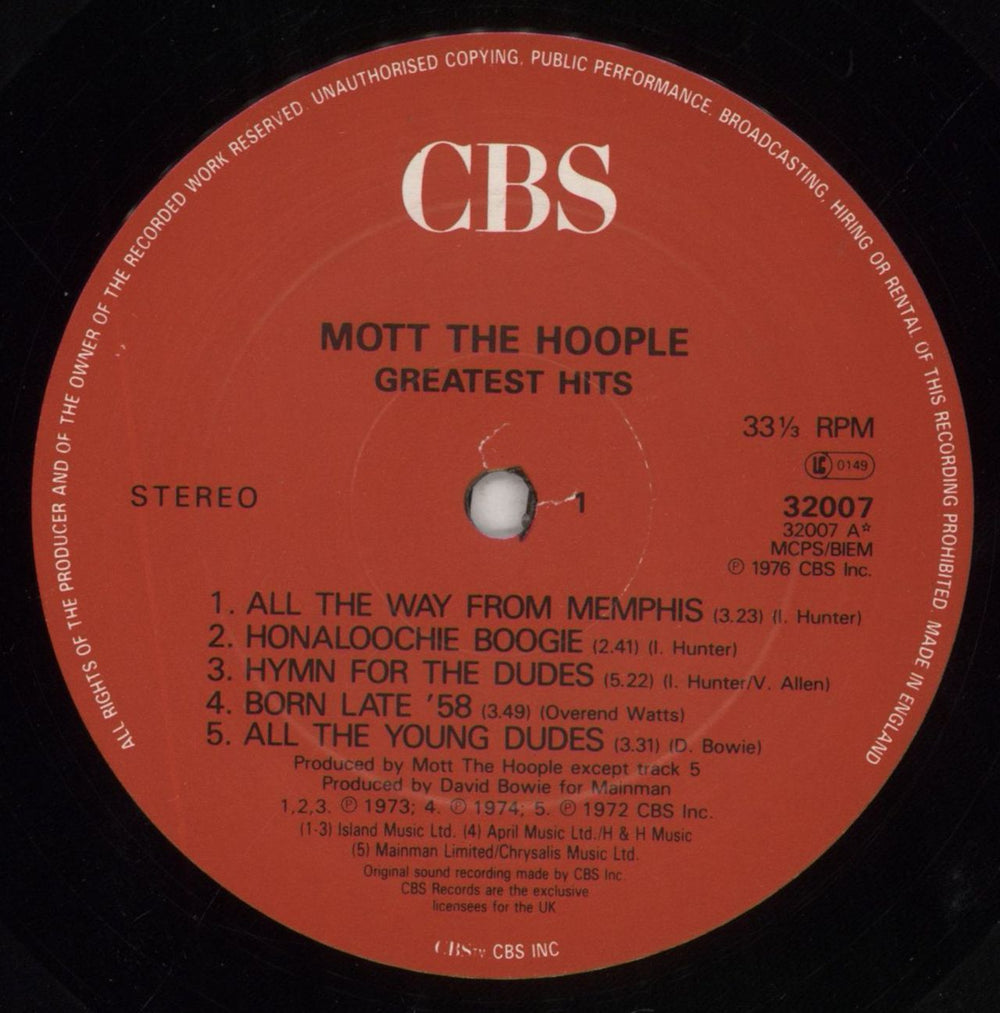 ALL RIGHTS OF THE PRODUCER AND OF THE OWNER OF THE RECORDED WORK RESERVED. UNAUTHORISED COPYING, PUBLIC PERFORMANCE. BROADCASTING, HIRING OR RENTAL OF THIS RECORDING PROHIBITED. MADE IN ENGLAND
CBS
MOTT THE HOOPLE
GREATEST HITS
33⅓ RPM
LC 0149
STEREO
1
32007
32007 A☆
MCPS/BIEM
℗ 1976 CBS Inc.
1. ALL THE WAY FROM MEMPHIS (3.23) (I. Hunter)
2. HONALOOCHIE BOOGIE (2.41) (I. Hunter)
3. HYMN FOR THE DUDES (5.22) (I. Hunter/V. Allen)
4. BORN LATE '58 (3.49) (Overend Watts)
5. ALL THE YOUNG DUDES (3.31) (D. Bowie)
Produced by Mott The Hoople except track 5
Produced by David Bowie for Mainman
1,2,3. ℗ 1973; 4. ℗ 1974; 5. ℗ 1972 CBS Inc.
(1-3) Island Music Ltd. (4) April Music Ltd./H & H Music
(5) Mainman Limited/Chrysalis Music Ltd.
Original sound recording made by CBS Inc.
CBS Records are the exclusive
licensees for the UK
CBS CBS INC